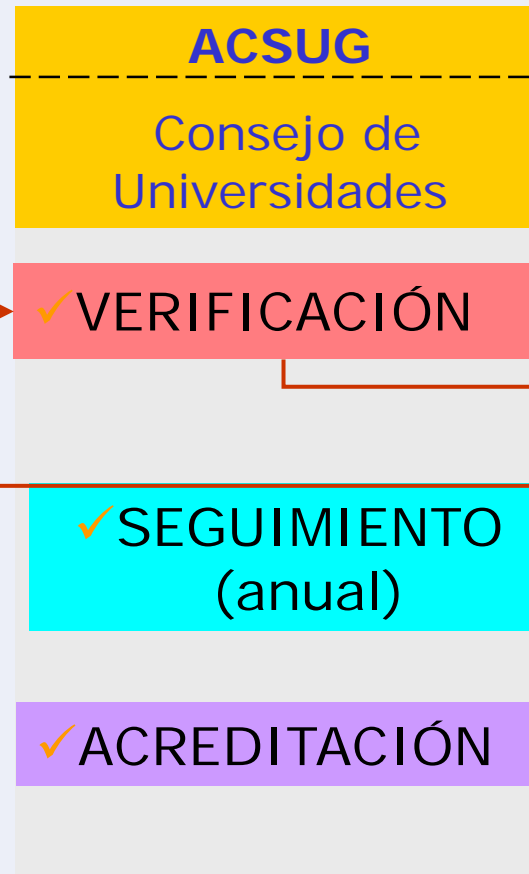 ACSUG
Consejo de
Universidades
✓VERIFICACIÓN
✓SEGUIMIENTO
(anual)
✓ACREDITACIÓN